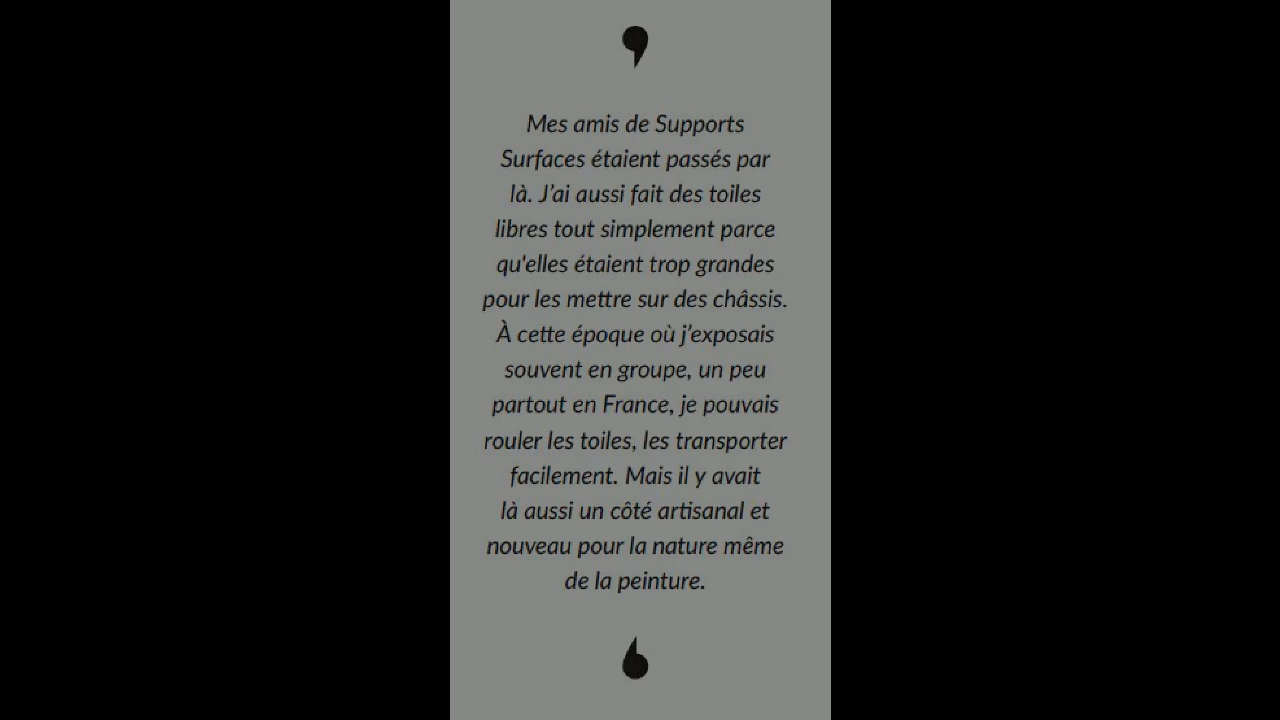 Mes amis de Supports
Surfaces étaient passés par
là. J’ai aussi fait des toiles
libres tout simplement parce
qu'elles étaient trop grandes
pour les mettre sur des châssis.
À cette époque où j’exposais
souvent en groupe, un peu
partout en France, je pouvais
rouler les toiles, les transporter
facilement. Mais il y avait
là aussi un côté artisanal et
nouveau pour la nature même
de la peinture.